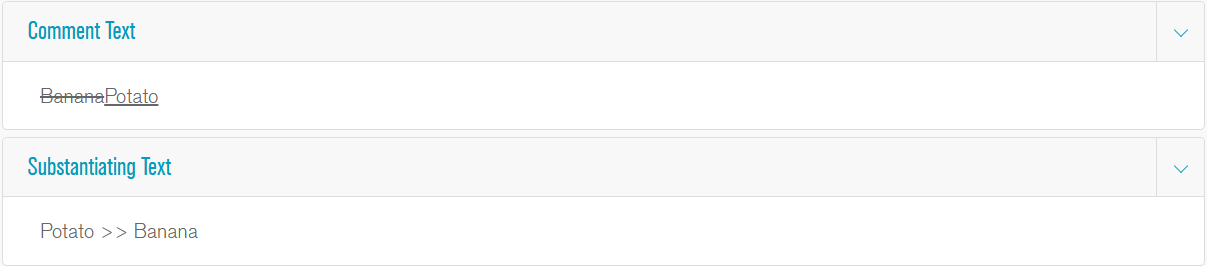 Comment Text
BananaPotato
Substantiating Text
Potato >> Banana